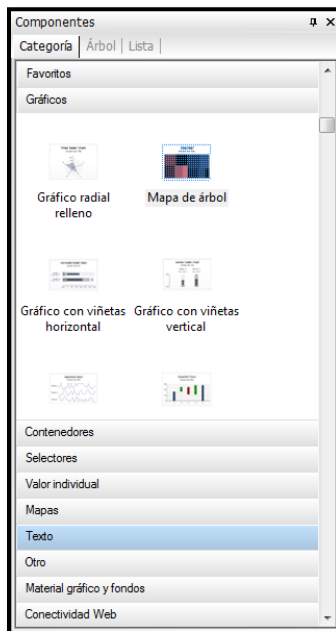 Componentes
Categoría Árbol Lista
Favoritos
Gráficos
Gráfico radial
relleno
Mapa de árbol
Gráfico con viñetas
horizontal
Gráfico con viñetas
vertical
Contenedores
Selectores
Valor individual
Mapas
Texto
Otro
Material gráfico y fondos
Conectividad Web